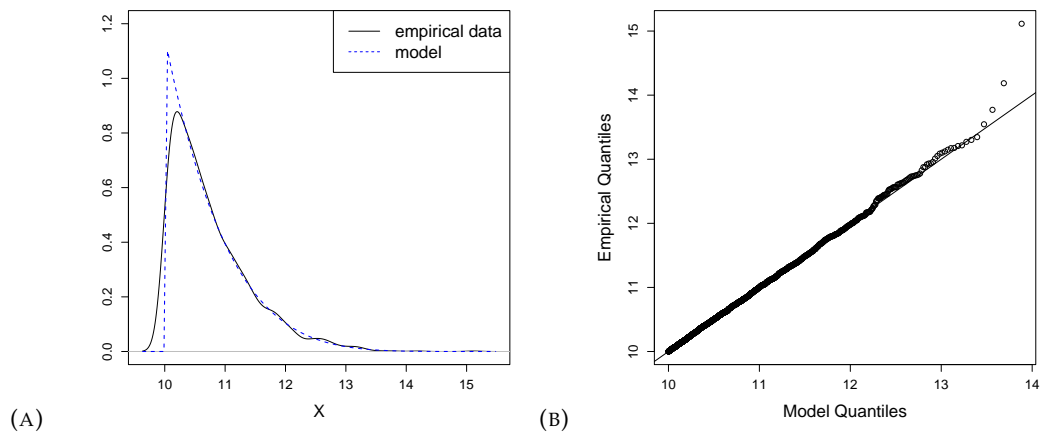 empirical data
model
0.0
0.2
0.4
0.6
0.8
1.0
1.2
10 11 12 13 14 15
X
(A)
Empirical Quantiles
10
11
12
13
14
15
10 11 12 13 14
Model Quantiles
(B)